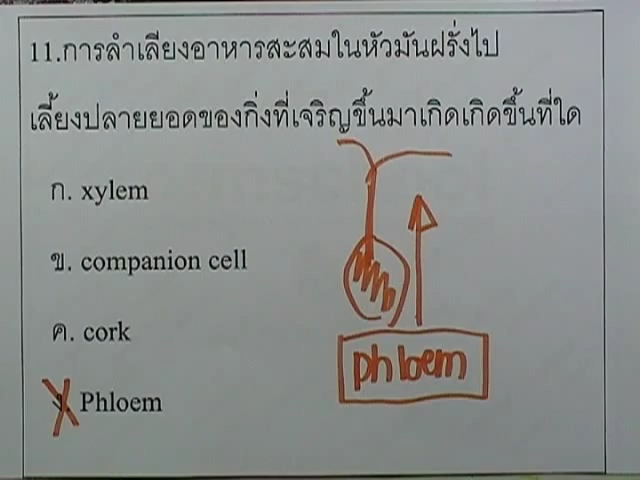 11.การลำเลียงอาหารสะสมในหัวมันฝรั่งไป
เลี้ยงปลายยอดของกิ่งที่เจริญขึ้นมาเกิดเกิดขึ้นที่ใด
ก. xylem
ข. companion cell
ค. cork
phloem
ง. Phloem